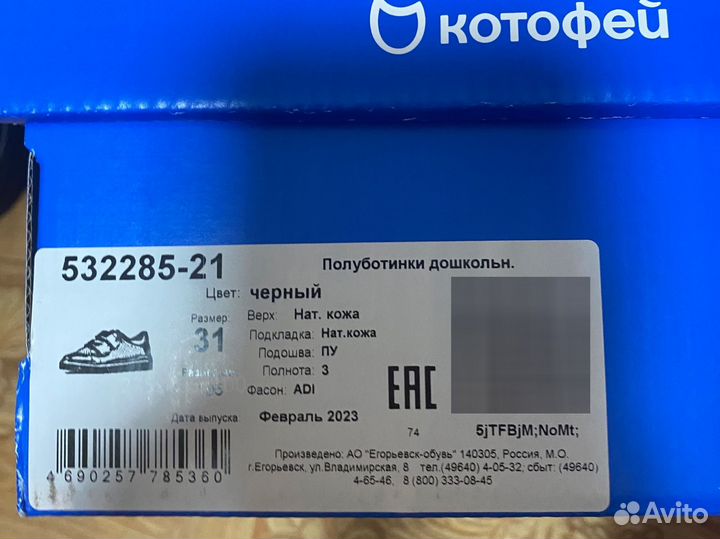 котофей
532285-21
Полуботинки дошкольн.
Цвет: черный
Размер:
31
Верх: Нат. кожа
Подкладка: Нат.кожа
Подошва: ПУ
Полнота: 3
Фасон: ADI
EAC
Дата выпуска Февраль 2023
74
5jTFBjM;NoMt;
4 690257 785360
Произведено: АО "Егорьевск-обувь" 140305, Россия, М.О.
г.Егорьевск, ул.Владимирская, 8 тел.(49640) 4-05-32; сбыт: (49640)
4-65-46, 8 (800) 333-08-45
Avito